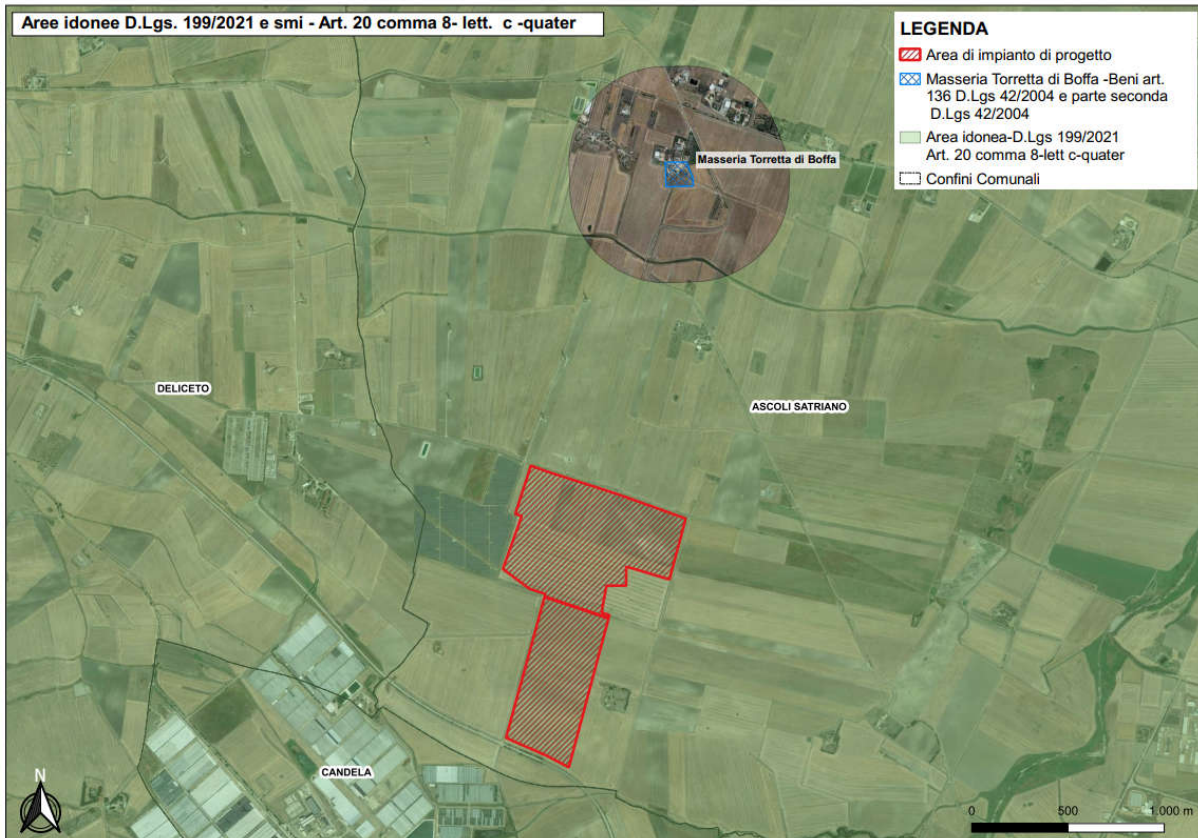 Aree idonee D.Lgs. 199/2021 e smi - Art. 20 comma 8- lett. c -quater
LEGENDA
Area di impianto di progetto
Masseria Torretta di Boffa -Beni art.
136 D.Lgs 42/2004 e parte seconda
D.Lgs 42/2004
Area idonea-D.Lgs 199/2021
Art. 20 comma 8-lett c-quater
Confini Comunali
Masseria Torretta di Boffa
DELICETO
ASCOLI SATRIANO
CANDELA
N
0 500 1.000 m